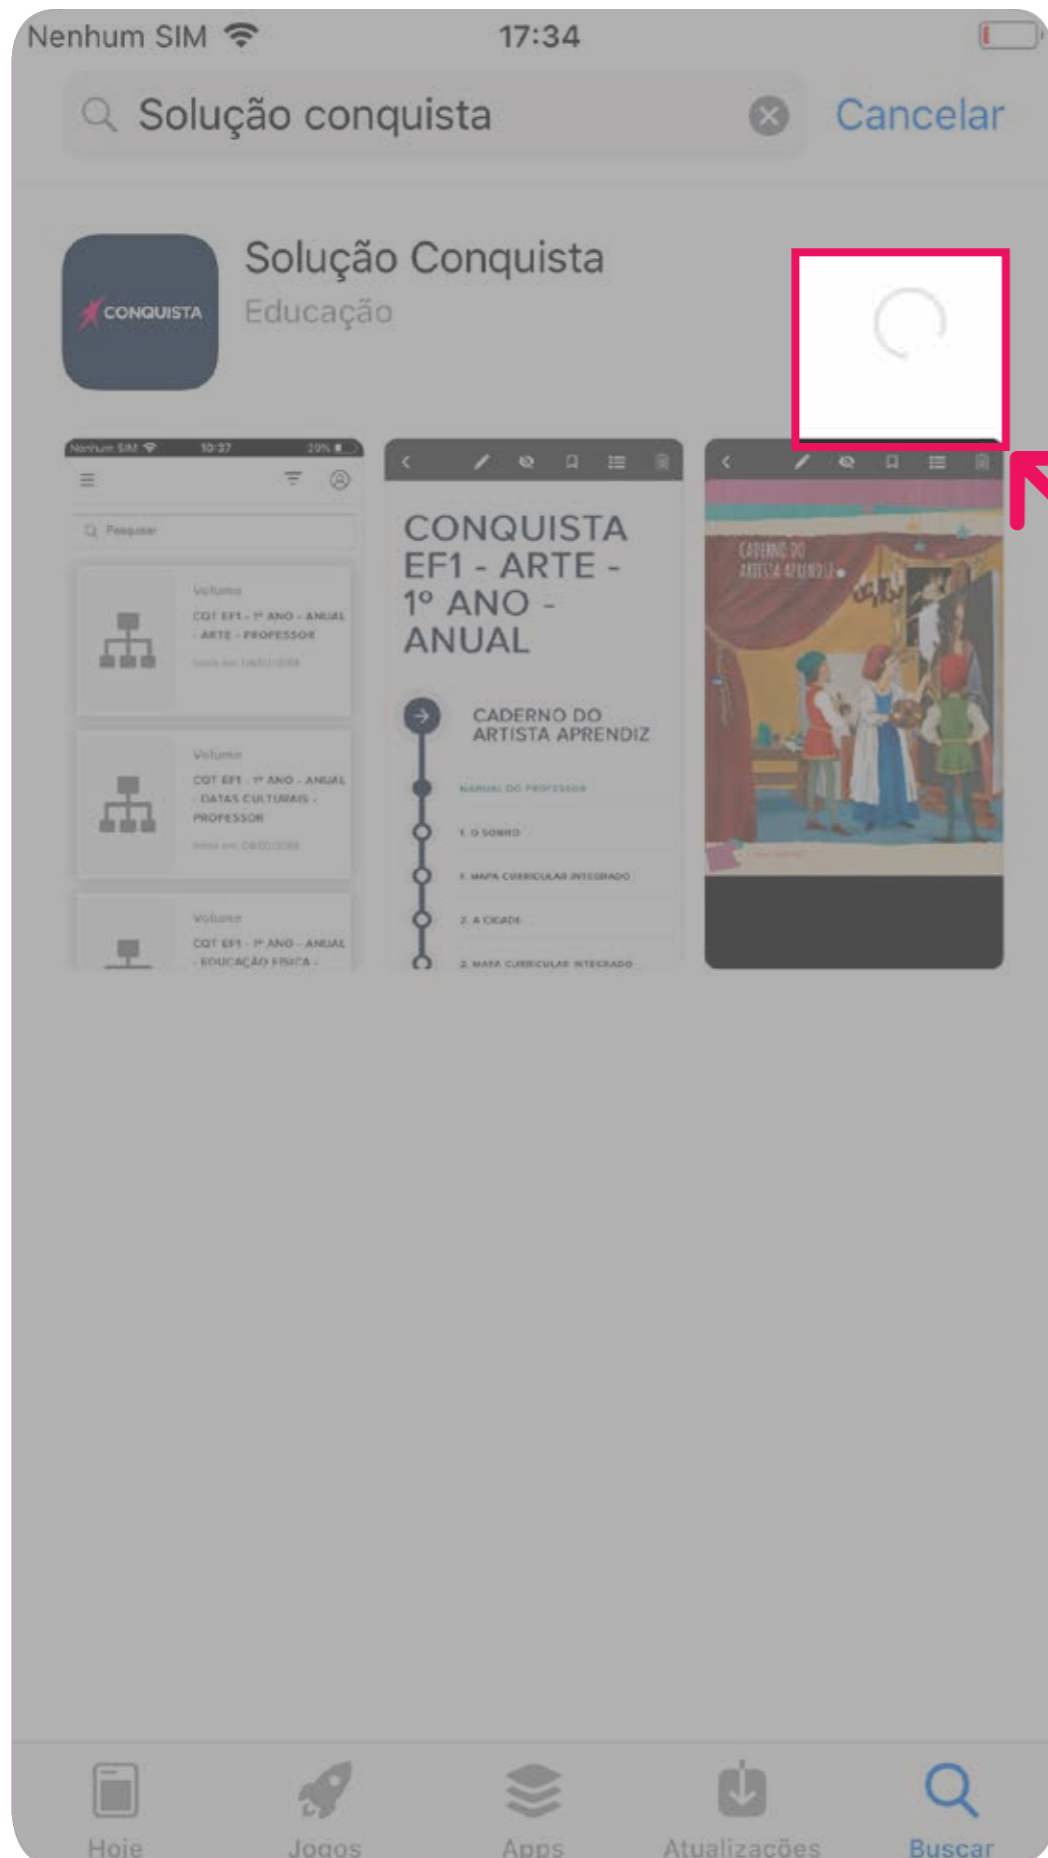 Nenhum SIM
17:34
Solução conquista
Cancelar
Solução Conquista
Educação
CONQUISTA
Nenhum SIM
10:37
29%
Pesquisar
Volume
CQT EF1 - 1º ANO - ANUAL
- ARTE - PROFESSOR
Volume
CQT EF1 - 1º ANO - ANUAL
- DATAS CULTURAIS -
PROFESSOR
Volume
CQT EF1 - 1º ANO - ANUAL
- EDUCAÇÃO FÍSICA -
CONQUISTA
EF1 - ARTE -
1º ANO -
ANUAL
CADERNO DO
ARTISTA APRENDIZ
MANUAL DO PROFESSOR
1. O SONHO
1. MAPA CURRICULAR INTEGRADO
2. A CIDADE
2. MAPA CURRICULAR INTEGRADO
CADERNO DO
ARTISTA APRENDIZ
Hoje
Jogos
Apps
Atualizações
Buscar